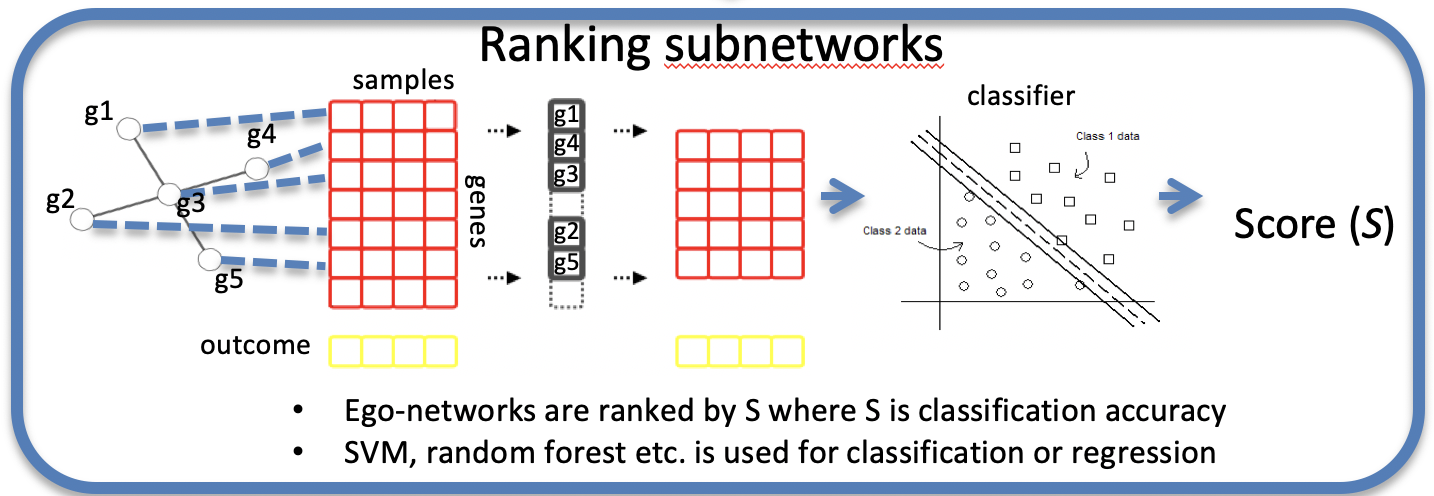 Ranking subnetworks
samples
g1
g4
g3
g2
g5
genes
outcome
g1
g4
g3
g2
g5
classifier
Class 1 data
Class 2 data
Score (S)
• Ego-networks are ranked by S where S is classification accuracy
• SVM, random forest etc. is used for classification or regression